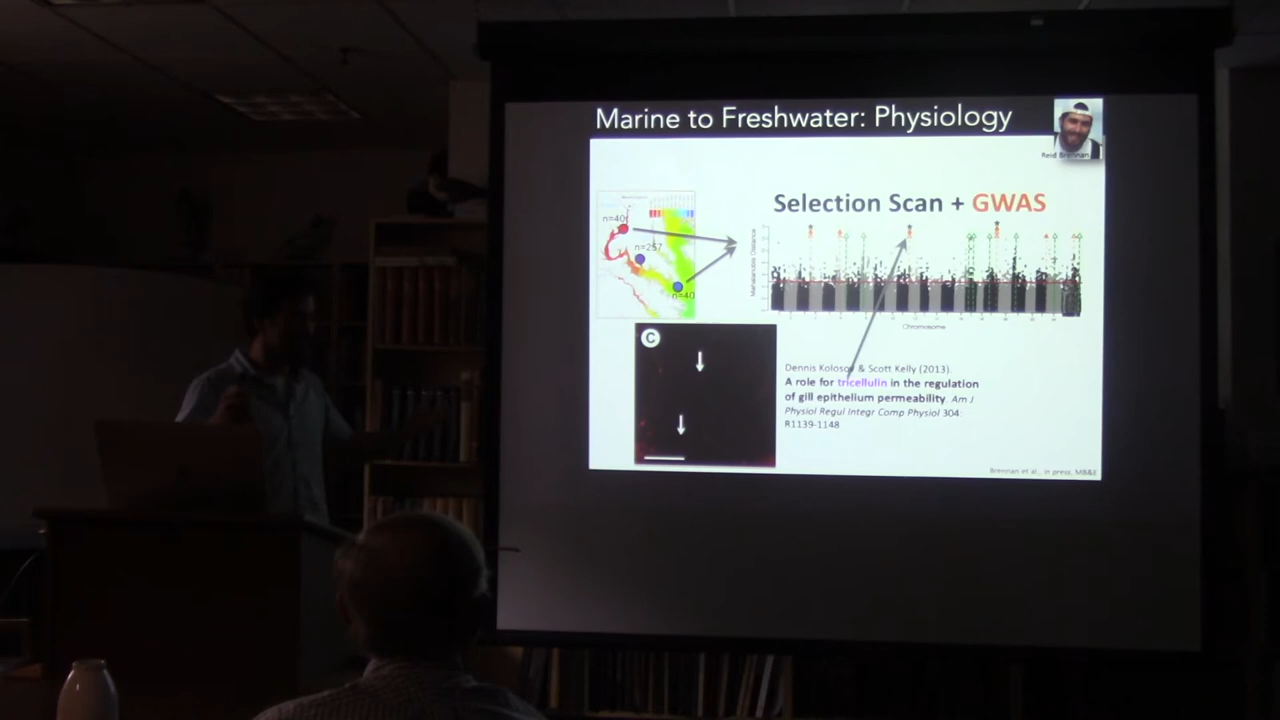 Marine to Freshwater: Physiology
Reid Brennan
Selection Scan + GWAS
n=40
n=257
n=40
Mahalanobis Distance
Chromosome
C
Dennis Kolosov & Scott Kelly (2013).
A role for tricellulin in the regulation
of gill epithelium permeability. Am J
Physiol Regul Integr Comp Physiol 304:
R1139-1148
Brennan et al., in press, MB&E